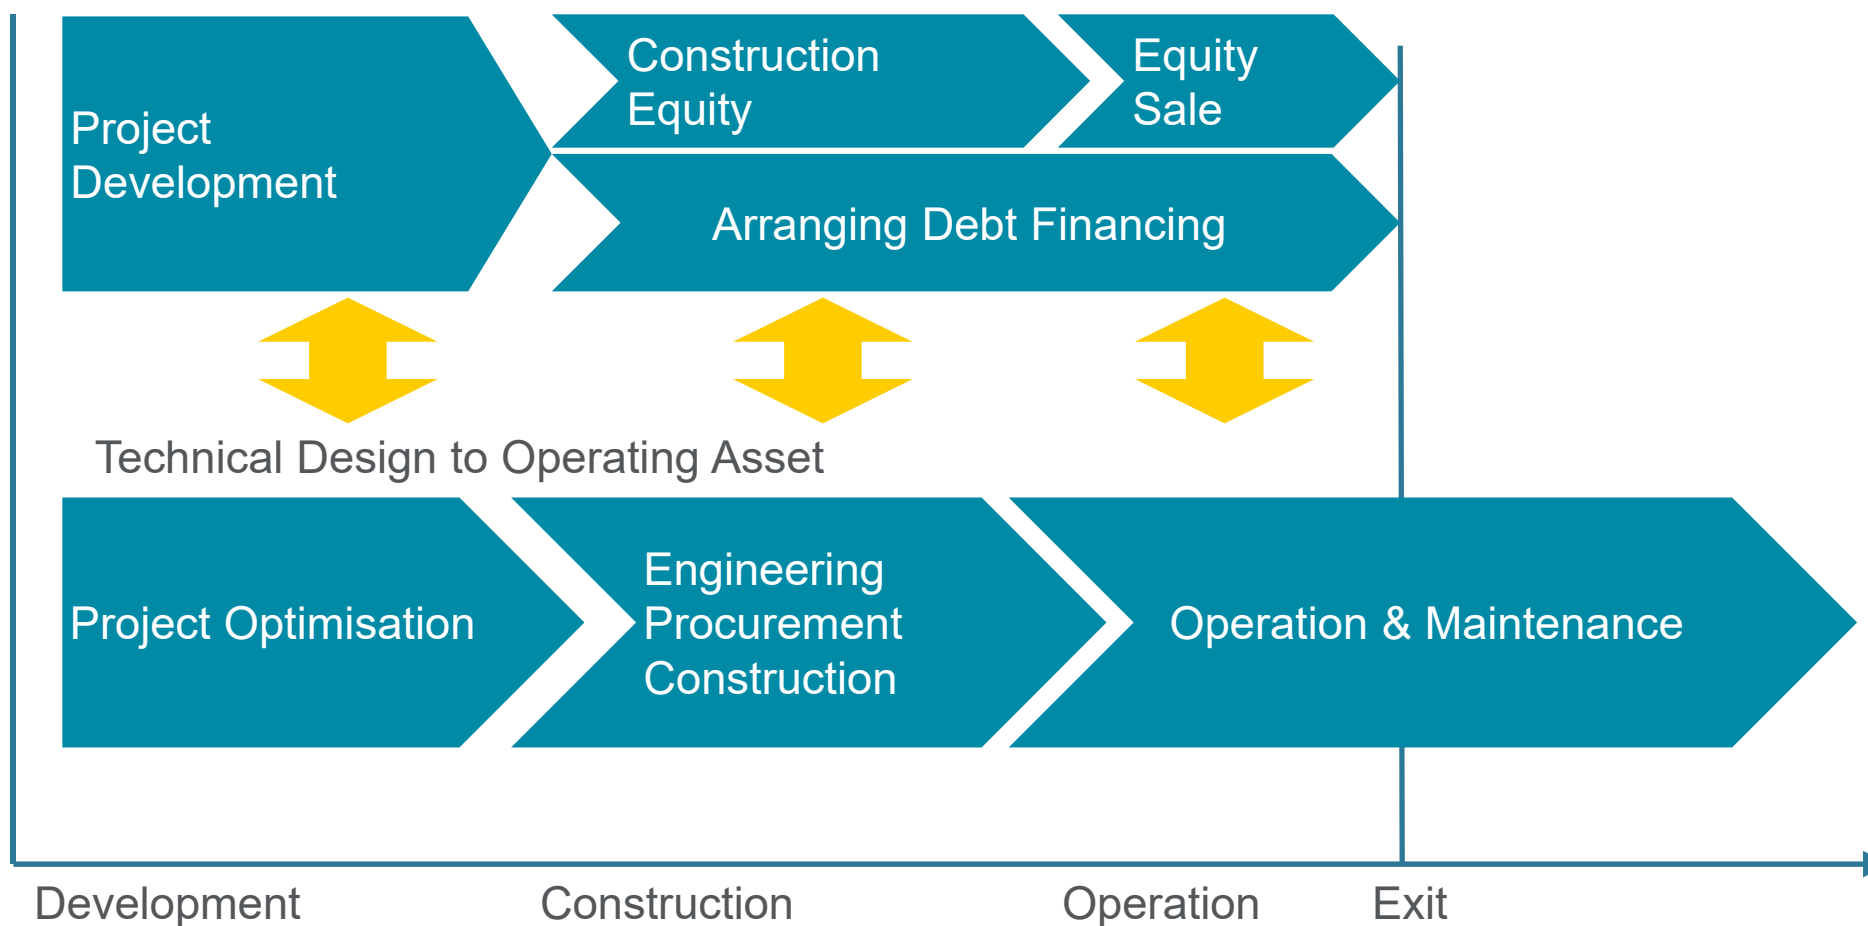 Project
Development
Construction
Equity
Equity
Sale
Arranging Debt Financing
Technical Design to Operating Asset
Project Optimisation
Engineering
Procurement
Construction
Operation & Maintenance
Development
Construction
Operation
Exit